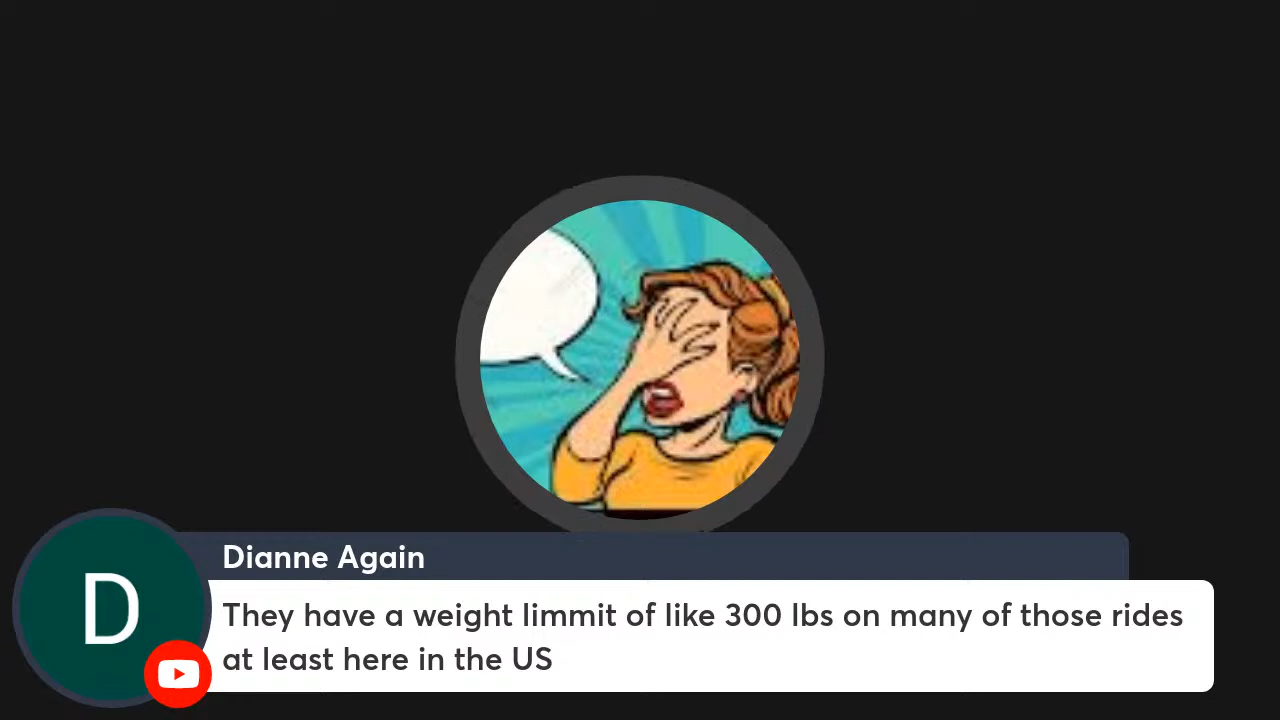 Dianne Again
D
They have a weight limmit of like 300 lbs on many of those rides
at least here in the US